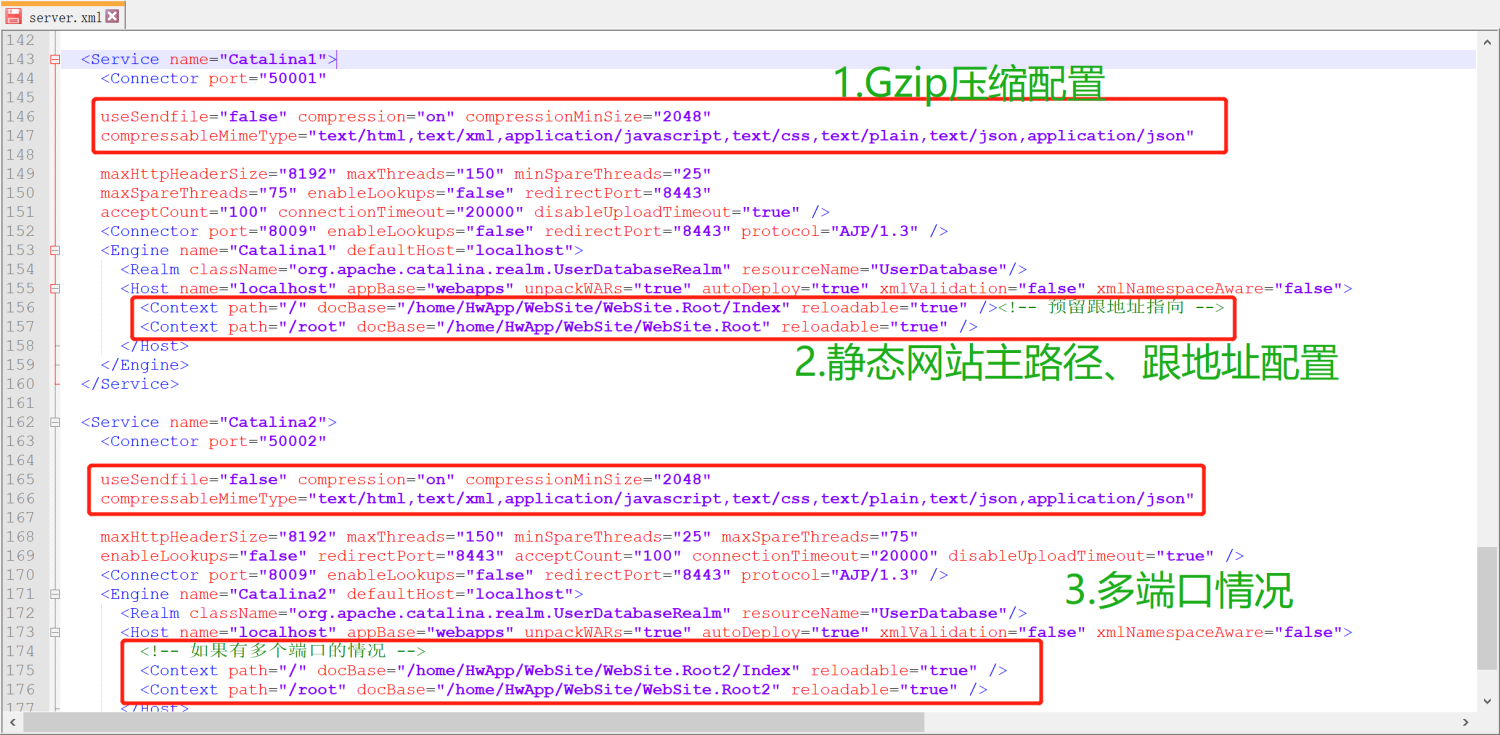 server.xml
142
143 <Service name="Catalina1">
144 <Connector port="50001"
1.Gzip压缩配置
145
146 useSendfile="false" compression="on" compressionMinSize="2048"
147 compressableMimeType="text/html,text/xml,application/javascript,text/css,text/plain,text/json,application/json"
148
149 maxHttpHeaderSize="8192" maxThreads="150" minSpareThreads="25"
150 maxSpareThreads="75" enableLookups="false" redirectPort="8443"
151 acceptCount="100" connectionTimeout="20000" disableUploadTimeout="true" />
152 <Connector port="8009" enableLookups="false" redirectPort="8443" protocol="AJP/1.3" />
153 <Engine name="Catalina1" defaultHost="localhost">
154 <Realm className="org.apache.catalina.realm.UserDatabaseRealm" resourceName="UserDatabase"/>
155 <Host name="localhost" appBase="webapps" unpackWARs="true" autoDeploy="true" xmlValidation="false" xmlNamespaceAware="false">
156 <Context path="/" docBase="/home/HwApp/WebSite/WebSite.Root/Index" reloadable="true" /><!-- 预留跟地址指向 -->
157 <Context path="/root" docBase="/home/HwApp/WebSite/WebSite.Root" reloadable="true" />
158 </Host>
2.静态网站主路径、跟地址配置
159 </Engine>
160 </Service>
161
162 <Service name="Catalina2">
163 <Connector port="50002"
164
165 useSendfile="false" compression="on" compressionMinSize="2048"
166 compressableMimeType="text/html,text/xml,application/javascript,text/css,text/plain,text/json,application/json"
167
168 maxHttpHeaderSize="8192" maxThreads="150" minSpareThreads="25" maxSpareThreads="75"
169 enableLookups="false" redirectPort="8443" acceptCount="100" connectionTimeout="20000" disableUploadTimeout="true" />
170 <Connector port="8009" enableLookups="false" redirectPort="8443" protocol="AJP/1.3" />
3.多端口情况
171 <Engine name="Catalina2" defaultHost="localhost">
172 <Realm className="org.apache.catalina.realm.UserDatabaseRealm" resourceName="UserDatabase"/>
173 <Host name="localhost" appBase="webapps" unpackWARs="true" autoDeploy="true" xmlValidation="false" xmlNamespaceAware="false">
174 <!-- 如果有多个端口的情况 -->
175 <Context path="/" docBase="/home/HwApp/WebSite/WebSite.Root2/Index" reloadable="true" />
176 <Context path="/root" docBase="/home/HwApp/WebSite/WebSite.Root2" reloadable="true" />
177 </Host>